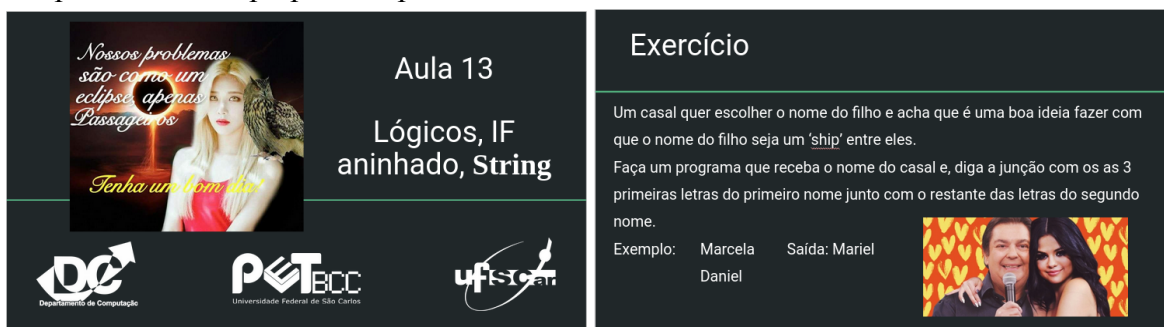 Nossos problemas
são como um
eclipse, apenas
Passageiros
Tenha um bom dia!
Aula 13
Lógicos, IF
aninhado, String
DC
Departamento de Computação
PETBCC
Universidade Federal de São Carlos
ufscar
Exercício
Um casal quer escolher o nome do filho e acha que é uma boa ideia fazer com
que o nome do filho seja um ‘ship’ entre eles.
Faça um programa que receba o nome do casal e, diga a junção com os as 3
primeiras letras do primeiro nome junto com o restante das letras do segundo
nome.
Exemplo: Marcela Saída: Mariel
Daniel